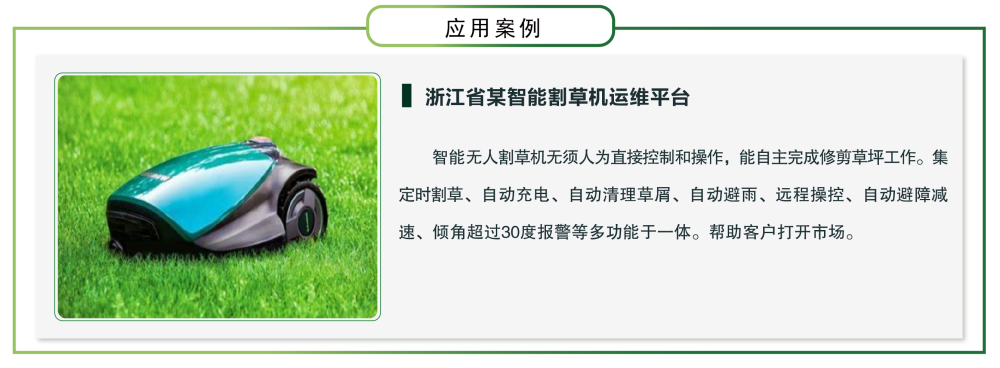 应用案例
浙江省某智能割草机运维平台
智能无人割草机无须人为直接控制和操作，能自主完成修剪草坪工作。集
定时割草、自动充电、自动清理草屑、自动避雨、远程操控、自动避障减
速、倾角超过30度报警等多功能于一体。帮助客户打开市场。